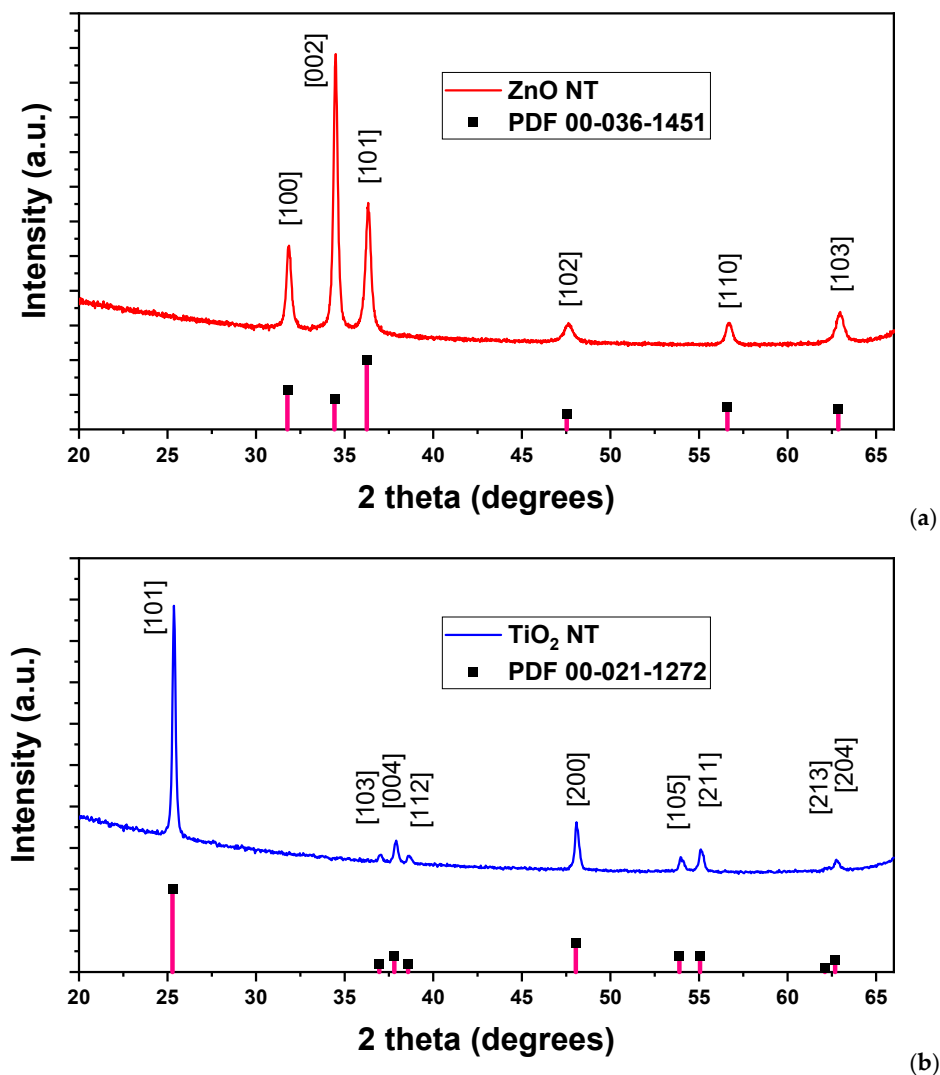 [002]
[101]
[100]
ZnO NT
PDF 00-036-1451
[102]
[110]
[103]
Intensity (a.u.)
20 25 30 35 40 45 50 55 60 65
2 theta (degrees)
(a)
[101]
TiO₂ NT
PDF 00-021-1272
[103]
[004]
[112]
[200]
[105]
[211]
[213]
[204]
Intensity (a.u.)
20 25 30 35 40 45 50 55 60 65
2 theta (degrees)
(b)